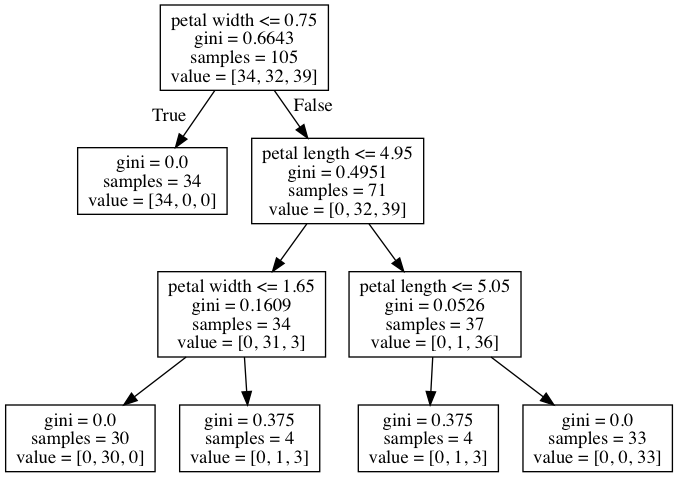 petal width <= 0.75
gini = 0.6643
samples = 105
value = [34, 32, 39]
True
False
gini = 0.0
samples = 34
value = [34, 0, 0]
petal length <= 4.95
gini = 0.4951
samples = 71
value = [0, 32, 39]
petal width <= 1.65
gini = 0.1609
samples = 34
value = [0, 31, 3]
petal length <= 5.05
gini = 0.0526
samples = 37
value = [0, 1, 36]
gini = 0.0
samples = 30
value = [0, 30, 0]
gini = 0.375
samples = 4
value = [0, 1, 3]
gini = 0.375
samples = 4
value = [0, 1, 3]
gini = 0.0
samples = 33
value = [0, 0, 33]